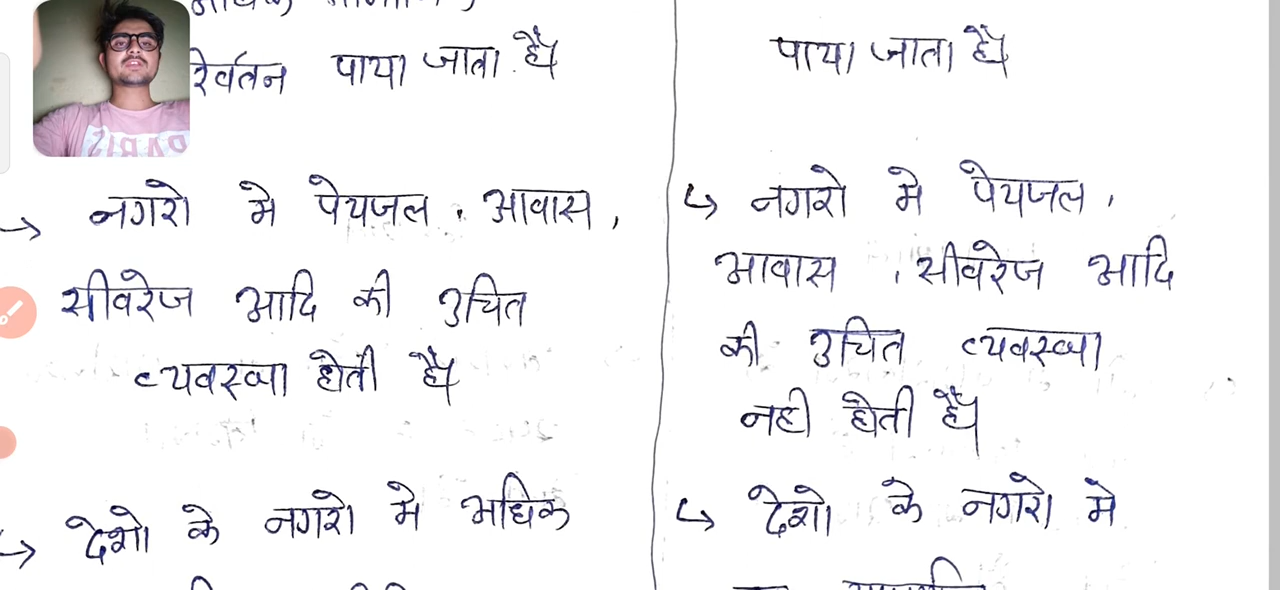 रिवर्तन पाया जाता है।
→ नगरो मे पेयजल, आवास,
सीवरेज आदि की उचित
व्यवस्था होती है।
↳ देशो के नगरो मे अधिक
पाया जाता है।
↳ नगरो मे पेयजल,
आवास, सीवरेज आदि
की उचित व्यवस्था
नही होती है।
↳ देशो के नगरो मे